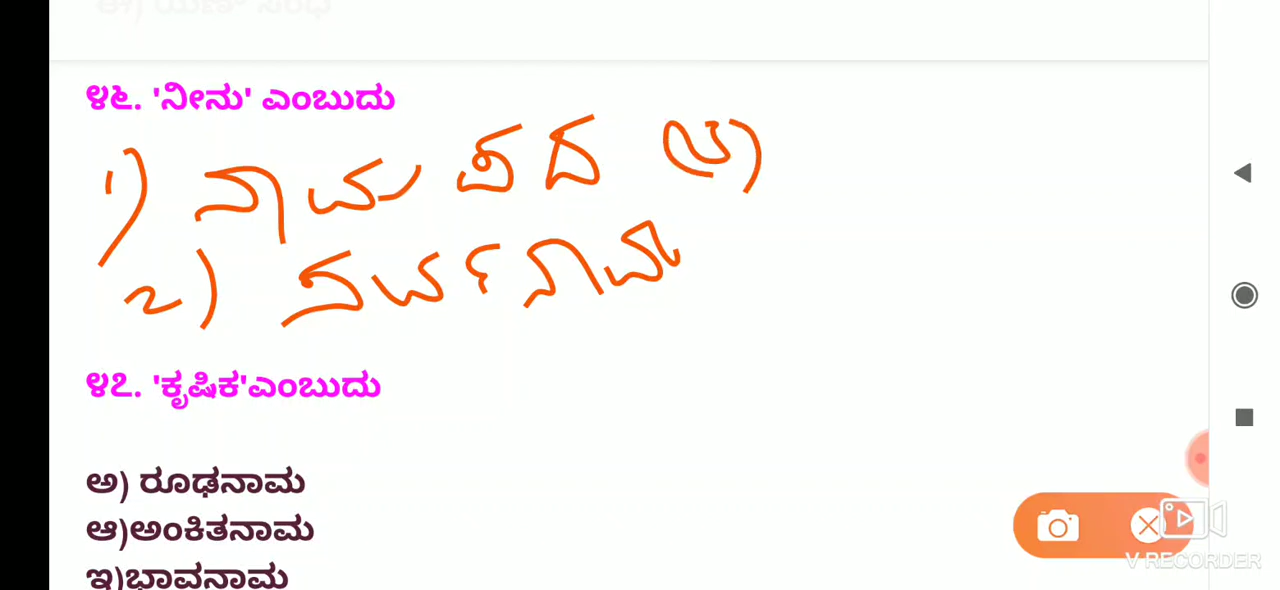 ೪೬. 'ನೀನು' ಎಂಬುದು
1) ನಾಮಪದ
2) ಸರ್ವನಾಮ
೪೭. 'ಕೃಷಿಕ'ಎಂಬುದು
ಅ) ರೂಢನಾಮ
ಆ)ಅಂಕಿತನಾಮ
ಇ)ಭಾವನಾಮ
V RECORDER